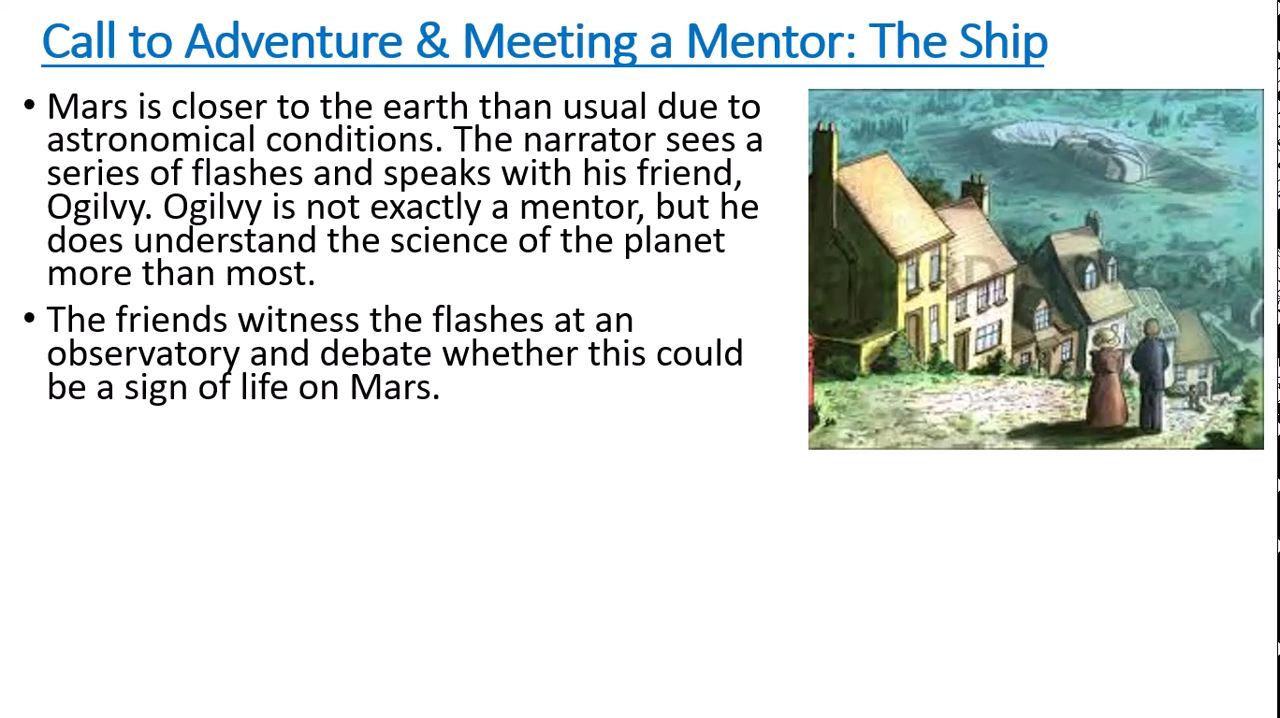 Call to Adventure & Meeting a Mentor: The Ship
• Mars is closer to the earth than usual due to
astronomical conditions. The narrator sees a
series of flashes and speaks with his friend,
Ogilvy. Ogilvy is not exactly a mentor, but he
does understand the science of the planet
more than most.
• The friends witness the flashes at an
observatory and debate whether this could
be a sign of life on Mars.